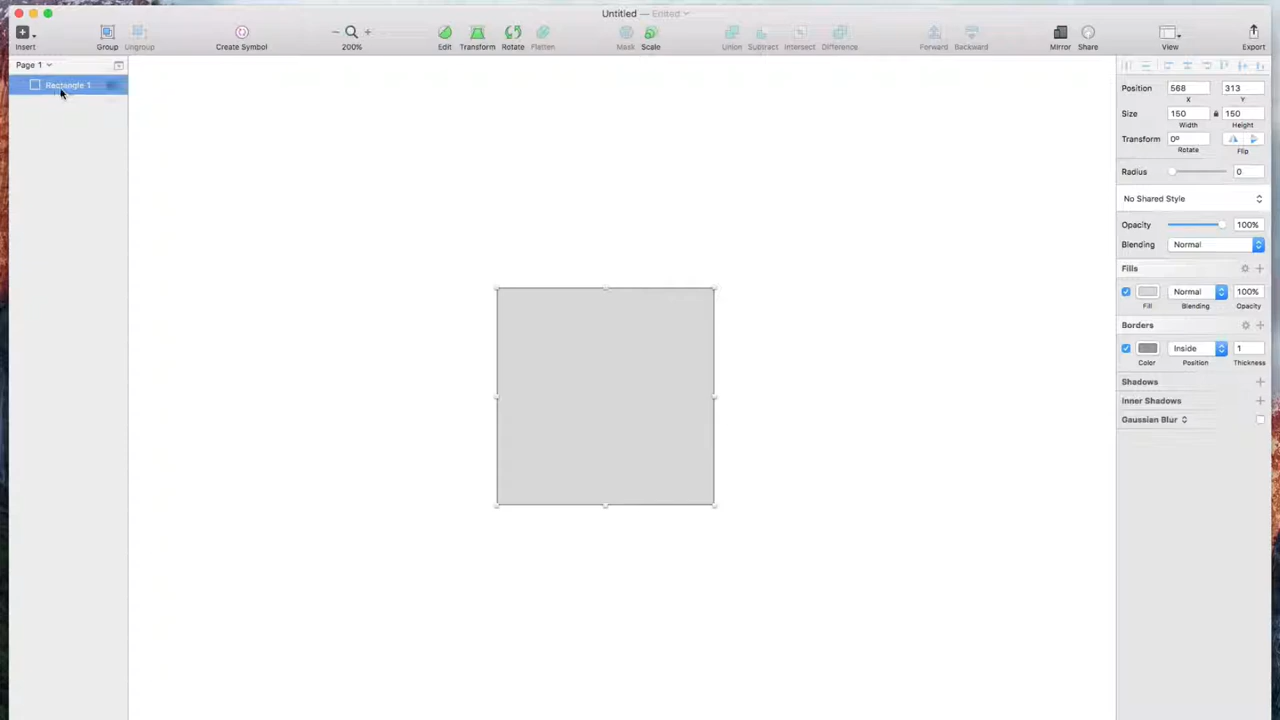 Untitled — Edited
Insert
Group
Ungroup
Create Symbol
200%
Edit
Transform
Rotate
Flatten
Mask
Scale
Union
Subtract
Intersect
Difference
Forward
Backward
Mirror
Share
View
Export
Page 1
Rectangle 1
Position 568 313
X Y
Size 150 150
Width Height
Transform 0º
Rotate Flip
Radius 0
No Shared Style
Opacity 100%
Blending Normal
Fills
Normal 100%
Fill Blending Opacity
Borders
Inside 1
Color Position Thickness
Shadows
Inner Shadows
Gaussian Blur